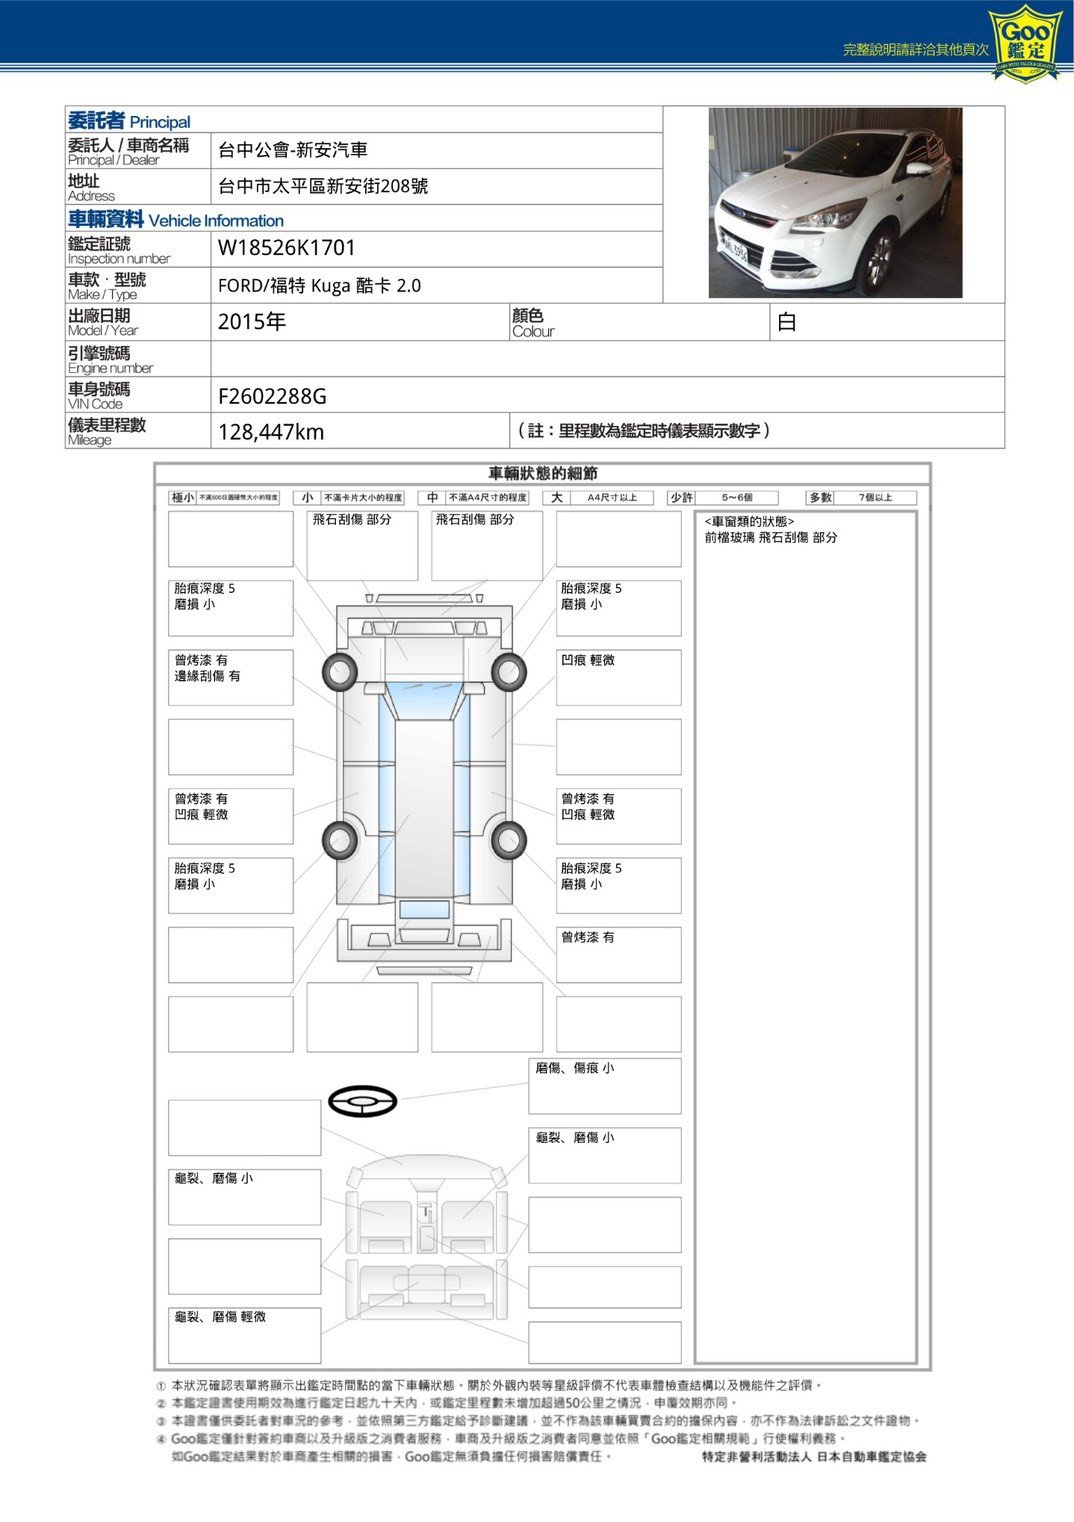 完整說明請詳洽其他頁次
Goo
鑑定
CARS WITH VALUE & QUALITY
委託者 Principal
委託人 / 車商名稱
Principal / Dealer
台中公會-新安汽車
地址
Address
台中市太平區新安街208號
車輛資料 Vehicle Information
鑑定証號
Inspection number
W18526K1701
車款‧型號
Make / Type
FORD/福特 Kuga 酷卡 2.0
出廠日期
Model / Year
2015年
顏色
Colour
白
引擎號碼
Engine number
車身號碼
VIN Code
F2602288G
儀表里程數
Mileage
128,447km
（註：里程數為鑑定時儀表顯示數字）
車輛狀態的細節
極小 不滿500日圓硬幣大小的程度 小 不滿卡片大小的程度 中 不滿A4尺寸的程度 大 A4尺寸以上 少許 5～6個 多數 7個以上
飛石刮傷 部分
飛石刮傷 部分
<車窗類的狀態>
前檔玻璃 飛石刮傷 部分
胎痕深度 5
磨損 小
胎痕深度 5
磨損 小
曾烤漆 有
邊緣刮傷 有
凹痕 輕微
曾烤漆 有
凹痕 輕微
曾烤漆 有
凹痕 輕微
胎痕深度 5
磨損 小
胎痕深度 5
磨損 小
曾烤漆 有
磨傷、傷痕 小
龜裂、磨傷 小
龜裂、磨傷 小
龜裂、磨傷 輕微
① 本狀況確認表單將顯示出鑑定時間點的當下車輛狀態‧關於外觀內裝等星級評價不代表車體檢查結構以及機能件之評價‧
② 本鑑定證書使用期效為進行鑑定日起九十天內‧或鑑定里程數未增加超過50公里之情況‧申覆效期亦同‧
③ 本證書僅供委託者對車況的參考‧並依照第三方鑑定給予診斷建議‧並不作為該車輛買賣合約的擔保內容‧亦不作為法律訴訟之文件證物‧
④ Goo鑑定僅針對簽約車商以及升級版之消費者服務‧車商及升級版之消費者同意並依照「Goo鑑定相關規範」行使權利義務‧
如Goo鑑定結果對於車商產生相關的損害‧Goo鑑定無須負擔任何損害賠償責任‧
特定非營利活動法人 日本自動車鑑定協会